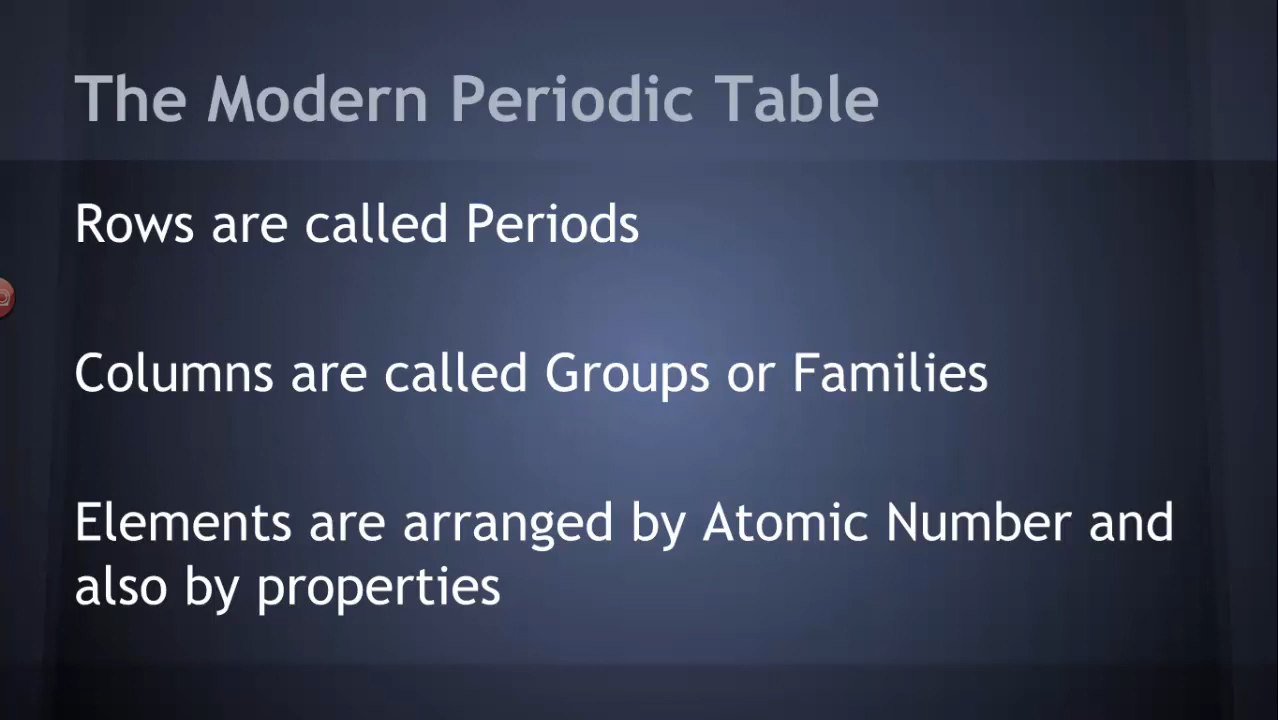 The Modern Periodic Table
Rows are called Periods
Columns are called Groups or Families
Elements are arranged by Atomic Number and
also by properties